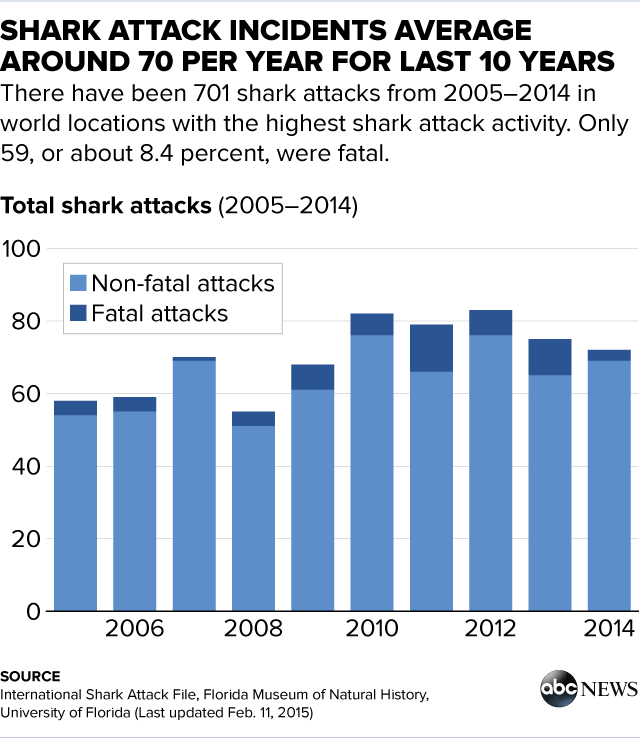 SHARK ATTACK INCIDENTS AVERAGE
AROUND 70 PER YEAR FOR LAST 10 YEARS
There have been 701 shark attacks from 2005–2014 in
world locations with the highest shark attack activity. Only
59, or about 8.4 percent, were fatal.
Total shark attacks (2005–2014)
100
Non-fatal attacks
Fatal attacks
80
60
40
20
0
2006 2008 2010 2012 2014
SOURCE
International Shark Attack File, Florida Museum of Natural History,
University of Florida (Last updated Feb. 11, 2015)
abc NEWS